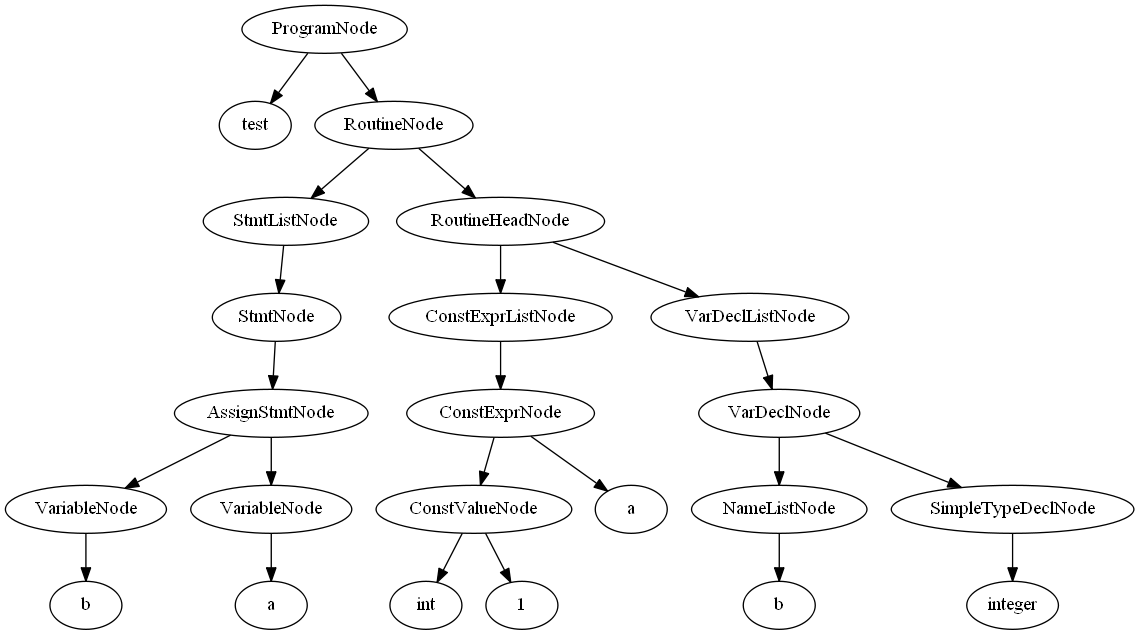 ProgramNode
test
RoutineNode
StmtListNode
RoutineHeadNode
StmtNode
ConstExprListNode
VarDeclListNode
AssignStmtNode
ConstExprNode
VarDeclNode
VariableNode
VariableNode
ConstValueNode
a
NameListNode
SimpleTypeDeclNode
b
a
int
1
b
integer